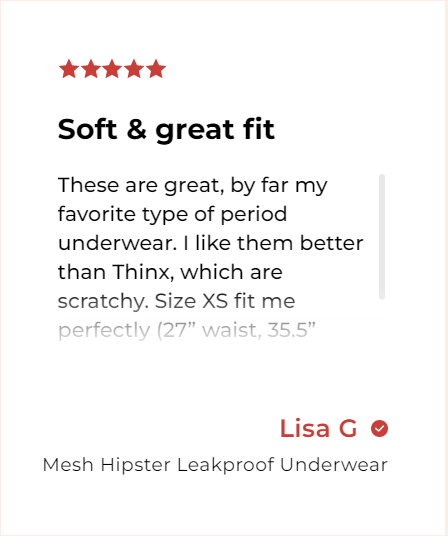 Soft & great fit
These are great, by far my
favorite type of period
underwear. I like them better
than Thinx, which are
scratchy. Size XS fit me
perfectly (27” waist, 35.5”
Lisa G
Mesh Hipster Leakproof Underwear